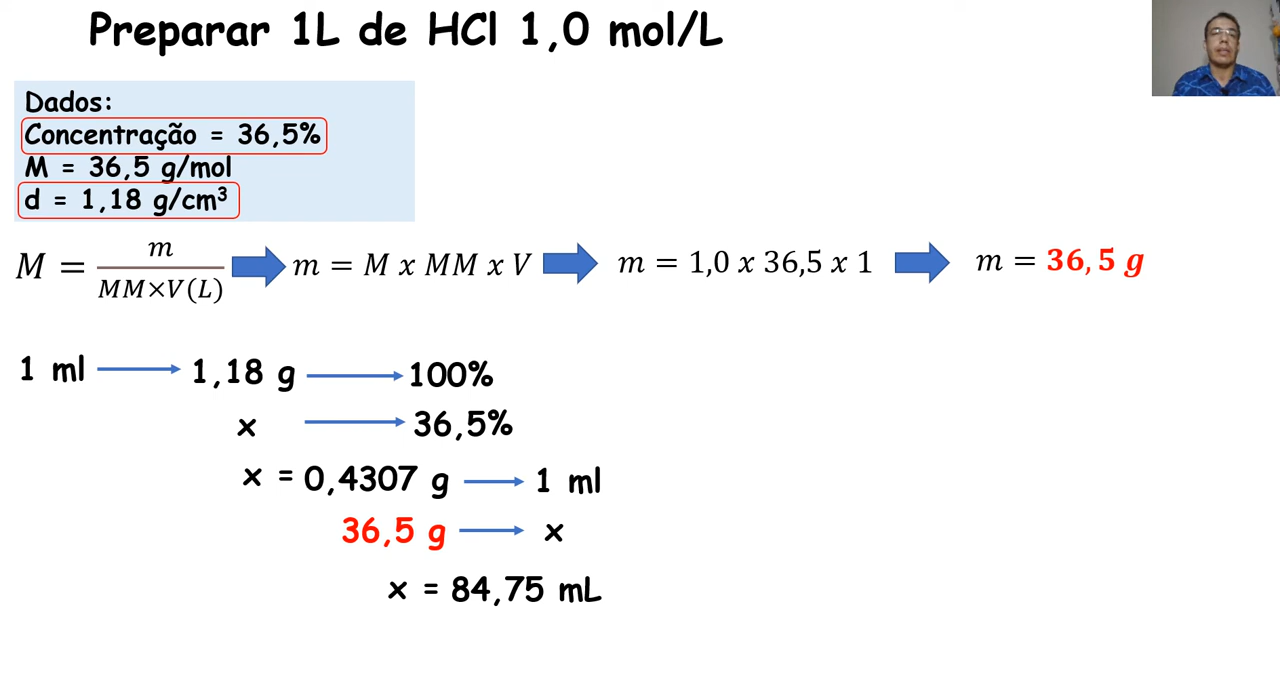 Preparar 1L de HCl 1,0 mol/L
Dados:
Concentração = 36,5%
M = 36,5 g/mol
d = 1,18 g/cm³
M = m / MM×V(L) m = M x MM x V m = 1,0 x 36,5 x 1 m = 36,5 g
1 ml 1,18 g 100%
x 36,5%
x = 0,4307 g 1 ml
36,5 g x
x = 84,75 mL